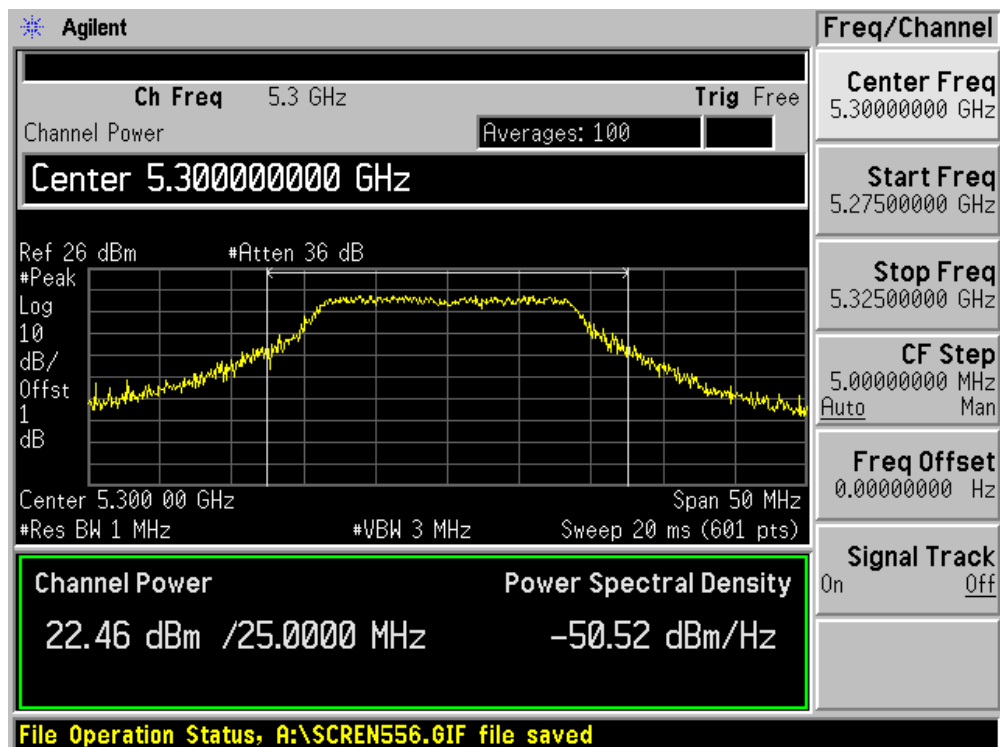 Agilent
Freq/Channel
Ch Freq 5.3 GHz Trig Free
Channel Power Averages: 100
Center 5.300000000 GHz
Ref 26 dBm #Atten 36 dB
#Peak
Log
10
dB/
Offst
1
dB
Center 5.300 00 GHz Span 50 MHz
#Res BW 1 MHz #VBW 3 MHz Sweep 20 ms (601 pts)
Channel Power Power Spectral Density
22.46 dBm /25.0000 MHz -50.52 dBm/Hz
File Operation Status, A:\SCREN556.GIF file saved
Center Freq
5.30000000 GHz
Start Freq
5.27500000 GHz
Stop Freq
5.32500000 GHz
CF Step
5.00000000 MHz
Auto Man
Freq Offset
0.00000000 Hz
Signal Track
On Off